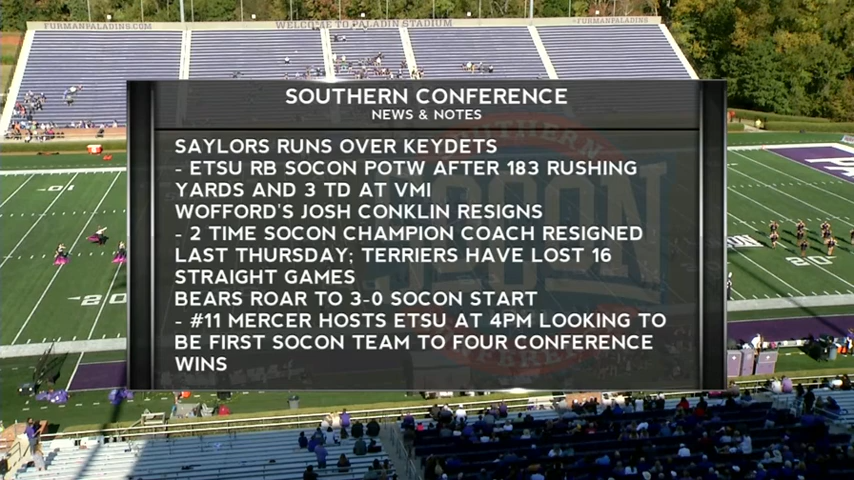 FURMANPALADINS.COM
WELCOME TO PALADIN STADIUM
FURMANPALADINS
SOUTHERN CONFERENCE
NEWS & NOTES
SAYLORS RUNS OVER KEYDETS
- ETSU RB SOCON POTW AFTER 183 RUSHING
YARDS AND 3 TD AT VMI
WOFFORD'S JOSH CONKLIN RESIGNS
- 2 TIME SOCON CHAMPION COACH RESIGNED
LAST THURSDAY; TERRIERS HAVE LOST 16
STRAIGHT GAMES
BEARS ROAR TO 3-0 SOCON START
- #11 MERCER HOSTS ETSU AT 4PM LOOKING TO
BE FIRST SOCON TEAM TO FOUR CONFERENCE
WINS
20
20